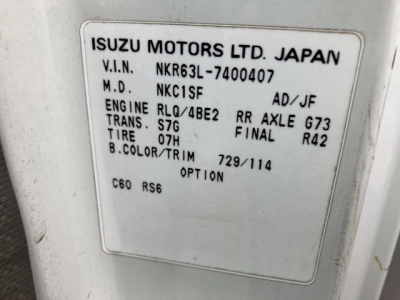 ISUZU MOTORS LTD. JAPAN
V.I.N. NKR63L-7400407
M.D. NKC1SF AD/JF
ENGINE RLQ/4BE2 RR AXLE G73
TRANS. S7G FINAL R42
TIRE 07H
B.COLOR/TRIM 729/114
OPTION
C60 RS6